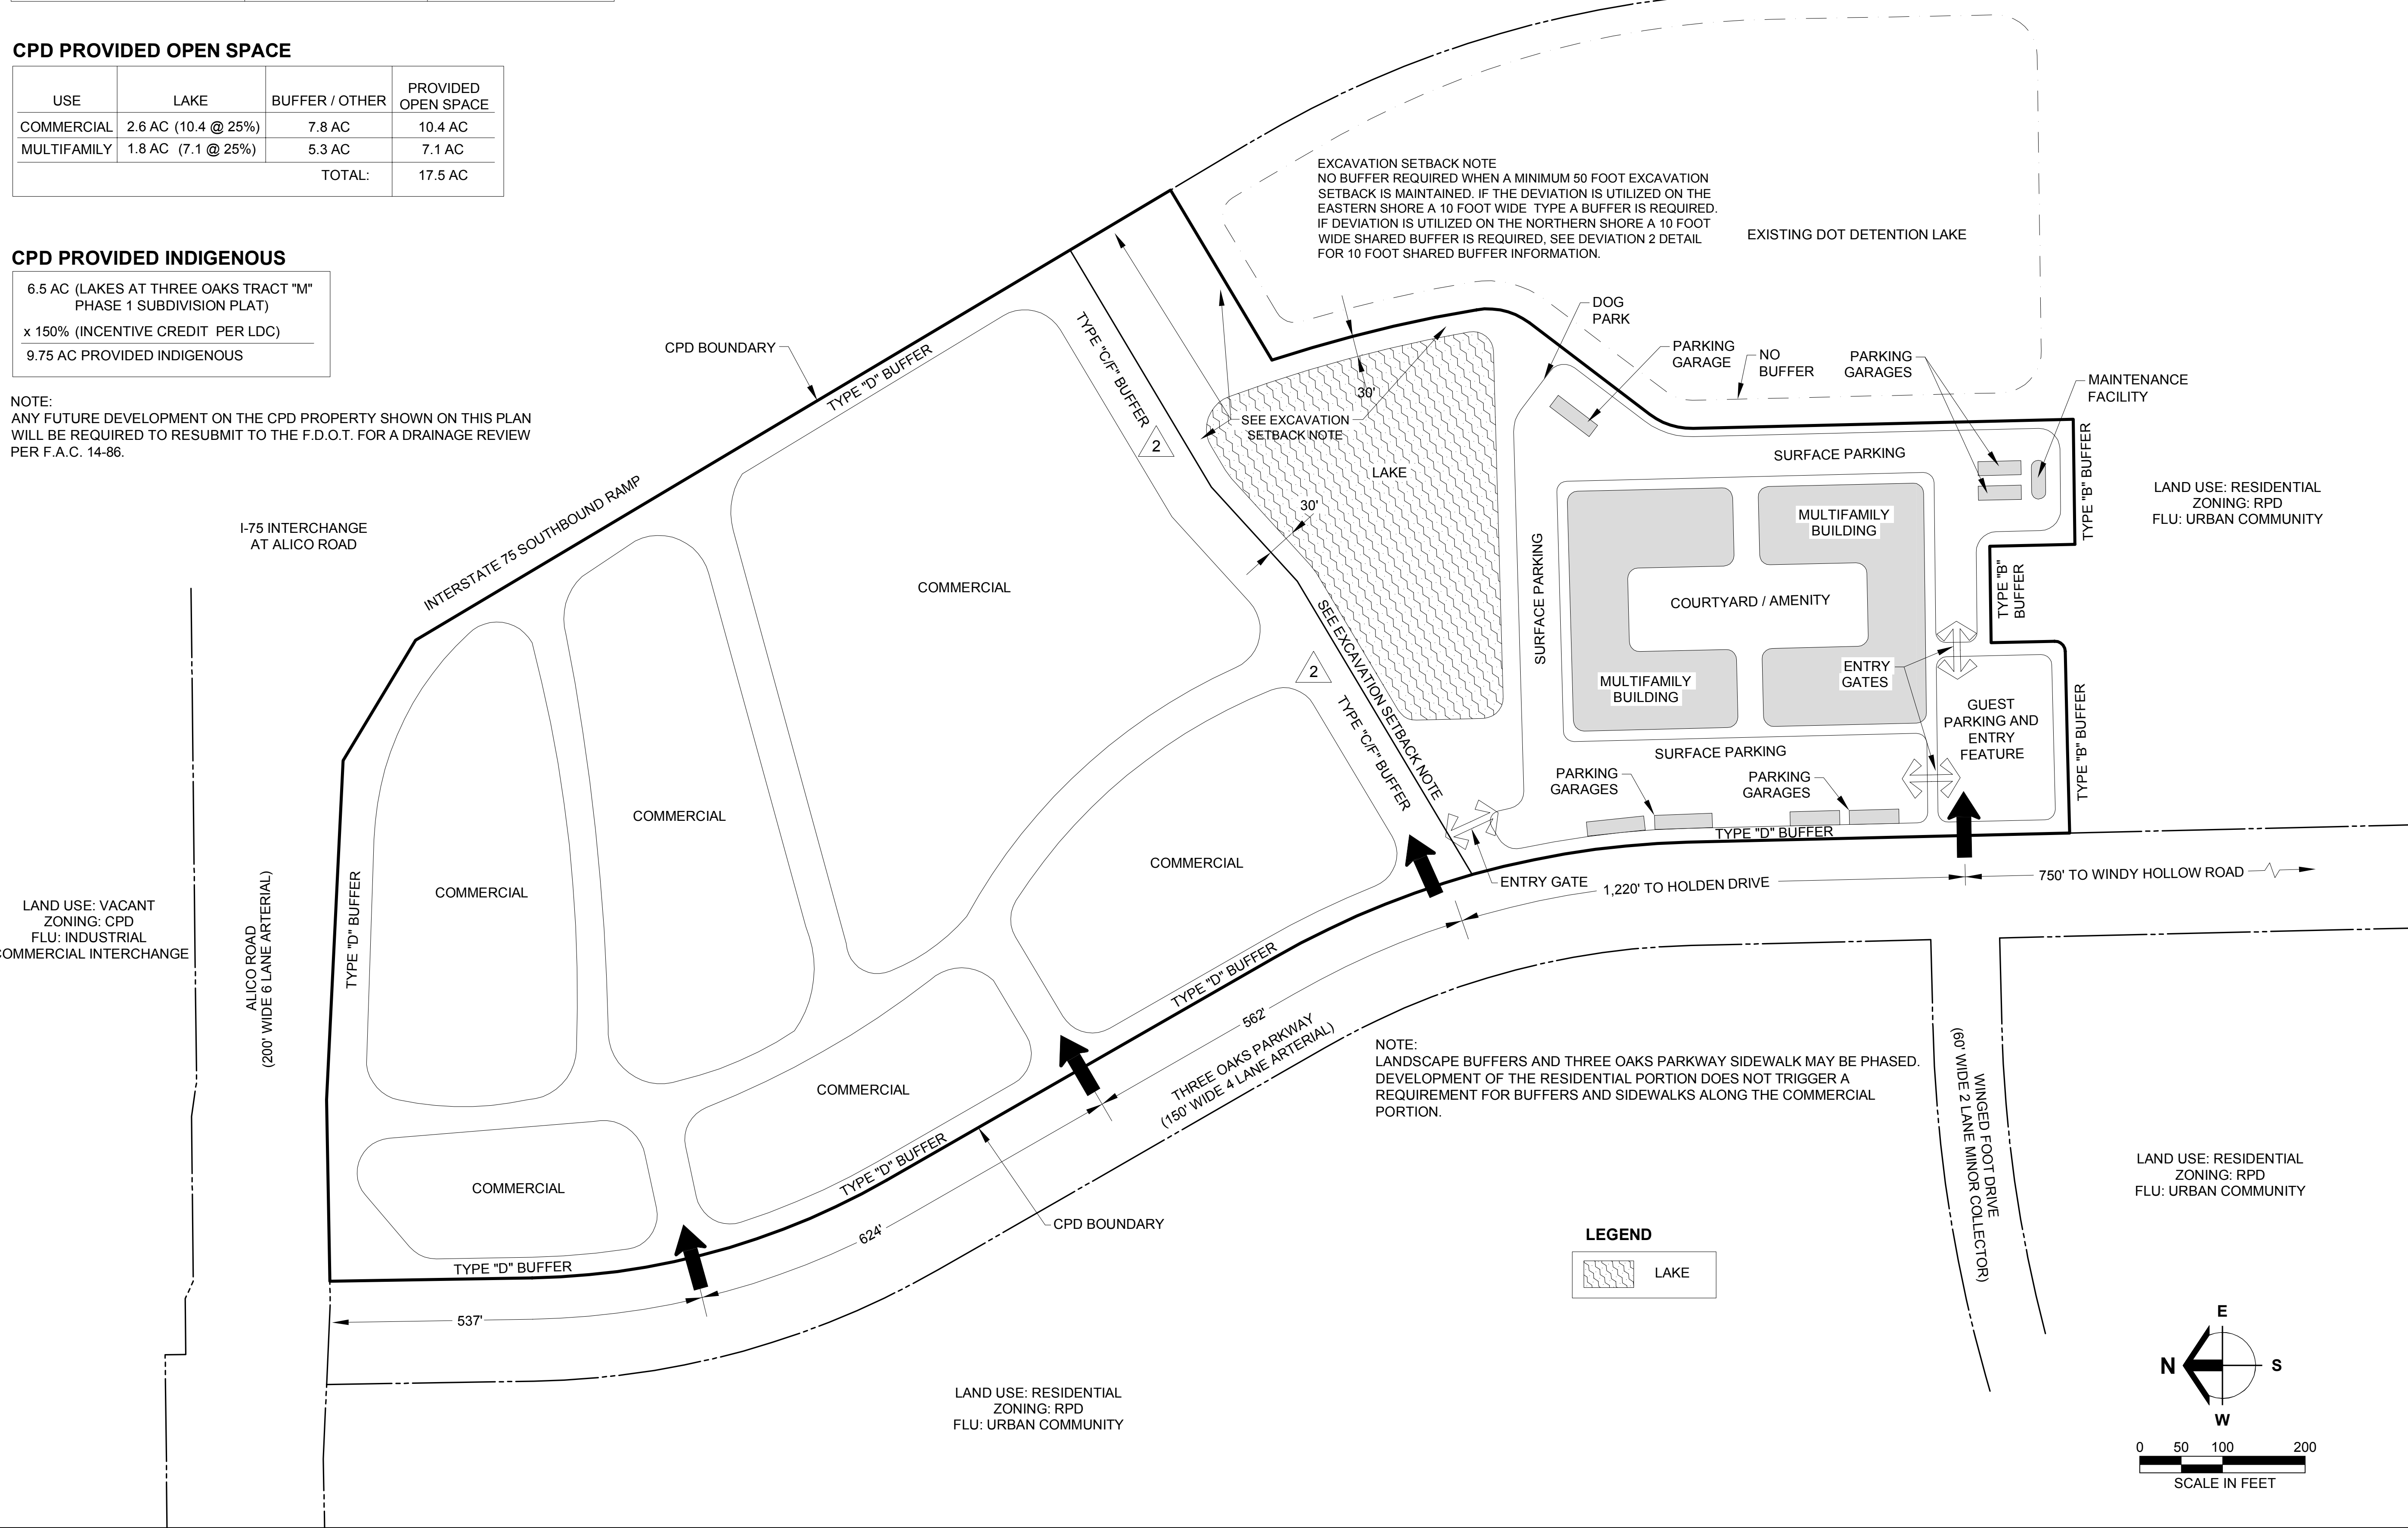 CPD PROVIDED OPEN SPACE
USE LAKE BUFFER / OTHER PROVIDED OPEN SPACE
COMMERCIAL 2.6 AC (10.4 @ 25%) 7.8 AC 10.4 AC
MULTIFAMILY 1.8 AC (7.1 @ 25%) 5.3 AC 7.1 AC
TOTAL: 17.5 AC
CPD PROVIDED INDIGENOUS
6.5 AC (LAKES AT THREE OAKS TRACT "M"
PHASE 1 SUBDIVISION PLAT)
x 150% (INCENTIVE CREDIT PER LDC)
9.75 AC PROVIDED INDIGENOUS
NOTE:
ANY FUTURE DEVELOPMENT ON THE CPD PROPERTY SHOWN ON THIS PLAN
WILL BE REQUIRED TO RESUBMIT TO THE F.D.O.T. FOR A DRAINAGE REVIEW
PER F.A.C. 14-86.
EXCAVATION SETBACK NOTE
NO BUFFER REQUIRED WHEN A MINIMUM 50 FOOT EXCAVATION
SETBACK IS MAINTAINED. IF THE DEVIATION IS UTILIZED ON THE
EASTERN SHORE A 10 FOOT WIDE TYPE A BUFFER IS REQUIRED.
IF DEVIATION IS UTILIZED ON THE NORTHERN SHORE A 10 FOOT
WIDE SHARED BUFFER IS REQUIRED, SEE DEVIATION 2 DETAIL
FOR 10 FOOT SHARED BUFFER INFORMATION.
EXISTING DOT DETENTION LAKE
DOG
PARK
PARKING
GARAGE
NO
BUFFER
PARKING
GARAGES
MAINTENANCE
FACILITY
CPD BOUNDARY
TYPE "D" BUFFER
TYPE "C/F" BUFFER
2
30'
SEE EXCAVATION
SETBACK NOTE
LAKE
30'
SURFACE PARKING
TYPE "B" BUFFER
LAND USE: RESIDENTIAL
ZONING: RPD
FLU: URBAN COMMUNITY
I-75 INTERCHANGE
AT ALICO ROAD
INTERSTATE 75 SOUTHBOUND RAMP
COMMERCIAL
SEE EXCAVATION SETBACK NOTE
2
TYPE "C/F" BUFFER
SURFACE PARKING
MULTIFAMILY
BUILDING
COURTYARD / AMENITY
MULTIFAMILY
BUILDING
TYPE "B"
BUFFER
ENTRY
GATES
GUEST
PARKING AND
ENTRY
FEATURE
TYPE "B" BUFFER
SURFACE PARKING
PARKING
GARAGES
PARKING
GARAGES
TYPE "D" BUFFER
COMMERCIAL
COMMERCIAL
COMMERCIAL
ENTRY GATE
1,220' TO HOLDEN DRIVE
750' TO WINDY HOLLOW ROAD
LAND USE: VACANT
ZONING: CPD
FLU: INDUSTRIAL
COMMERCIAL INTERCHANGE
ALICO ROAD
(200' WIDE 6 LANE ARTERIAL)
TYPE "D" BUFFER
TYPE "D" BUFFER
562'
THREE OAKS PARKWAY
(150' WIDE 4 LANE ARTERIAL)
COMMERCIAL
TYPE "D" BUFFER
NOTE:
LANDSCAPE BUFFERS AND THREE OAKS PARKWAY SIDEWALK MAY BE PHASED.
DEVELOPMENT OF THE RESIDENTIAL PORTION DOES NOT TRIGGER A
REQUIREMENT FOR BUFFERS AND SIDEWALKS ALONG THE COMMERCIAL
PORTION.
WINGED FOOT DRIVE
(60' WIDE 2 LANE MINOR COLLECTOR)
LAND USE: RESIDENTIAL
ZONING: RPD
FLU: URBAN COMMUNITY
COMMERCIAL
CPD BOUNDARY
624'
TYPE "D" BUFFER
537'
LEGEND
LAKE
LAND USE: RESIDENTIAL
ZONING: RPD
FLU: URBAN COMMUNITY
E
N
S
W
0 50 100 200
SCALE IN FEET